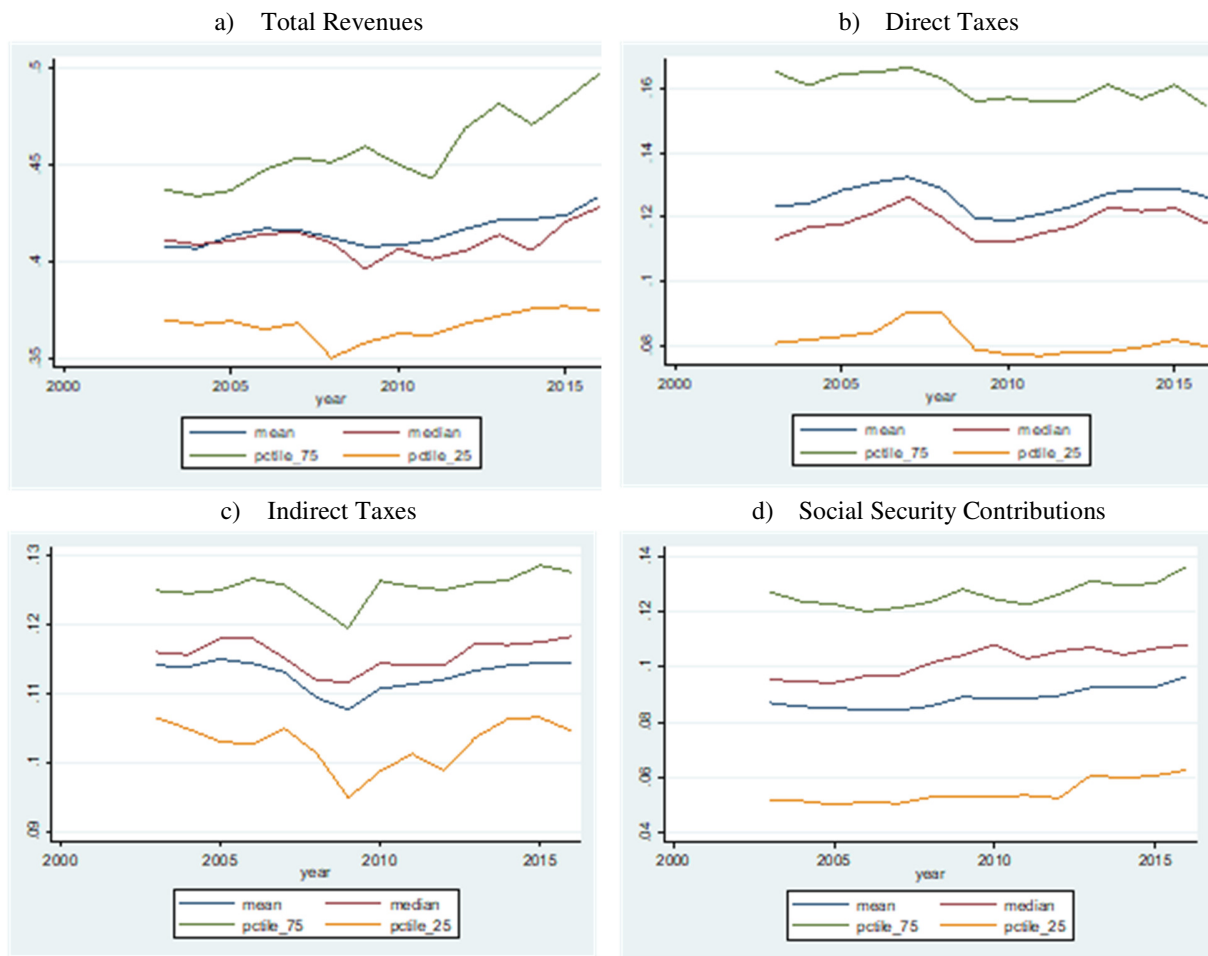 a) Total Revenues
.5
.45
.4
.35
2000 2005 2010 2015
year
mean median
pctile_75 pctile_25
b) Direct Taxes
.16
.14
.12
.1
.08
2000 2005 2010 2015
year
mean median
pctile_75 pctile_25
c) Indirect Taxes
.13
.12
.11
.1
.09
2000 2005 2010 2015
year
mean median
pctile_75 pctile_25
d) Social Security Contributions
.14
.12
.1
.08
.06
.04
2000 2005 2010 2015
year
mean median
pctile_75 pctile_25